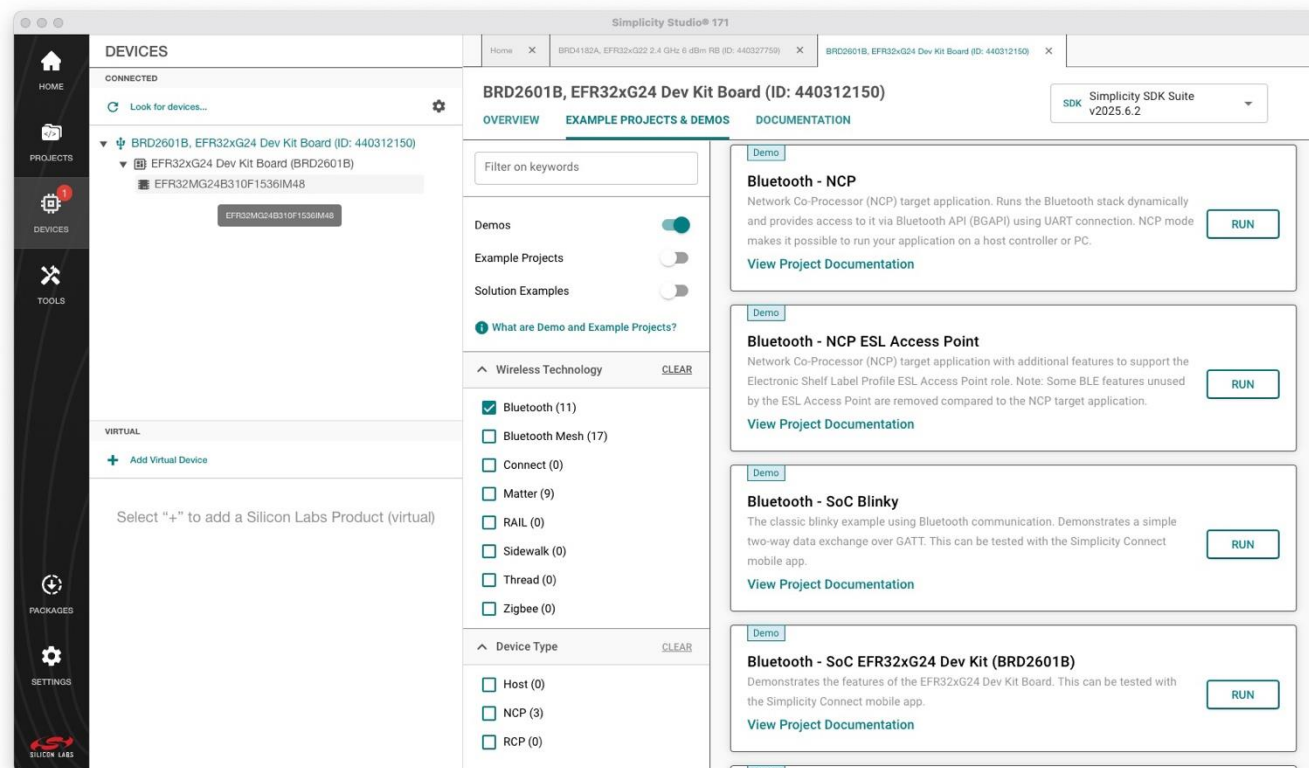 Simplicity Studio® 171
HOME
PROJECTS
1
DEVICES
TOOLS
PACKAGES
SETTINGS
SILICON LABS
DEVICES
CONNECTED
Look for devices...
BRD2601B, EFR32xG24 Dev Kit Board (ID: 440312150)
EFR32xG24 Dev Kit Board (BRD2601B)
EFR32MG24B310F1536IM48
EFR32MG24B310F1536IM48
VIRTUAL
Add Virtual Device
Select "+" to add a Silicon Labs Product (virtual)
Home
BRD4182A, EFR32xG22 2.4 GHz 6 dBm RB (ID: 440327759)
BRD2601B, EFR32xG24 Dev Kit Board (ID: 440312150)
BRD2601B, EFR32xG24 Dev Kit Board (ID: 440312150)
OVERVIEW EXAMPLE PROJECTS & DEMOS DOCUMENTATION
SDK Simplicity SDK Suite
v2025.6.2
Filter on keywords
Demos
Example Projects
Solution Examples
What are Demo and Example Projects?
Wireless Technology CLEAR
Bluetooth (11)
Bluetooth Mesh (17)
Connect (0)
Matter (9)
RAIL (0)
Sidewalk (0)
Thread (0)
Zigbee (0)
Device Type CLEAR
Host (0)
NCP (3)
RCP (0)
Demo
Bluetooth - NCP
Network Co-Processor (NCP) target application. Runs the Bluetooth stack dynamically
and provides access to it via Bluetooth API (BGAPI) using UART connection. NCP mode
makes it possible to run your application on a host controller or PC.
View Project Documentation
RUN
Demo
Bluetooth - NCP ESL Access Point
Network Co-Processor (NCP) target application with additional features to support the
Electronic Shelf Label Profile ESL Access Point role. Note: Some BLE features unused
by the ESL Access Point are removed compared to the NCP target application.
View Project Documentation
RUN
Demo
Bluetooth - SoC Blinky
The classic blinky example using Bluetooth communication. Demonstrates a simple
two-way data exchange over GATT. This can be tested with the Simplicity Connect
mobile app.
View Project Documentation
RUN
Demo
Bluetooth - SoC EFR32xG24 Dev Kit (BRD2601B)
Demonstrates the features of the EFR32xG24 Dev Kit Board. This can be tested with
the Simplicity Connect mobile app.
View Project Documentation
RUN